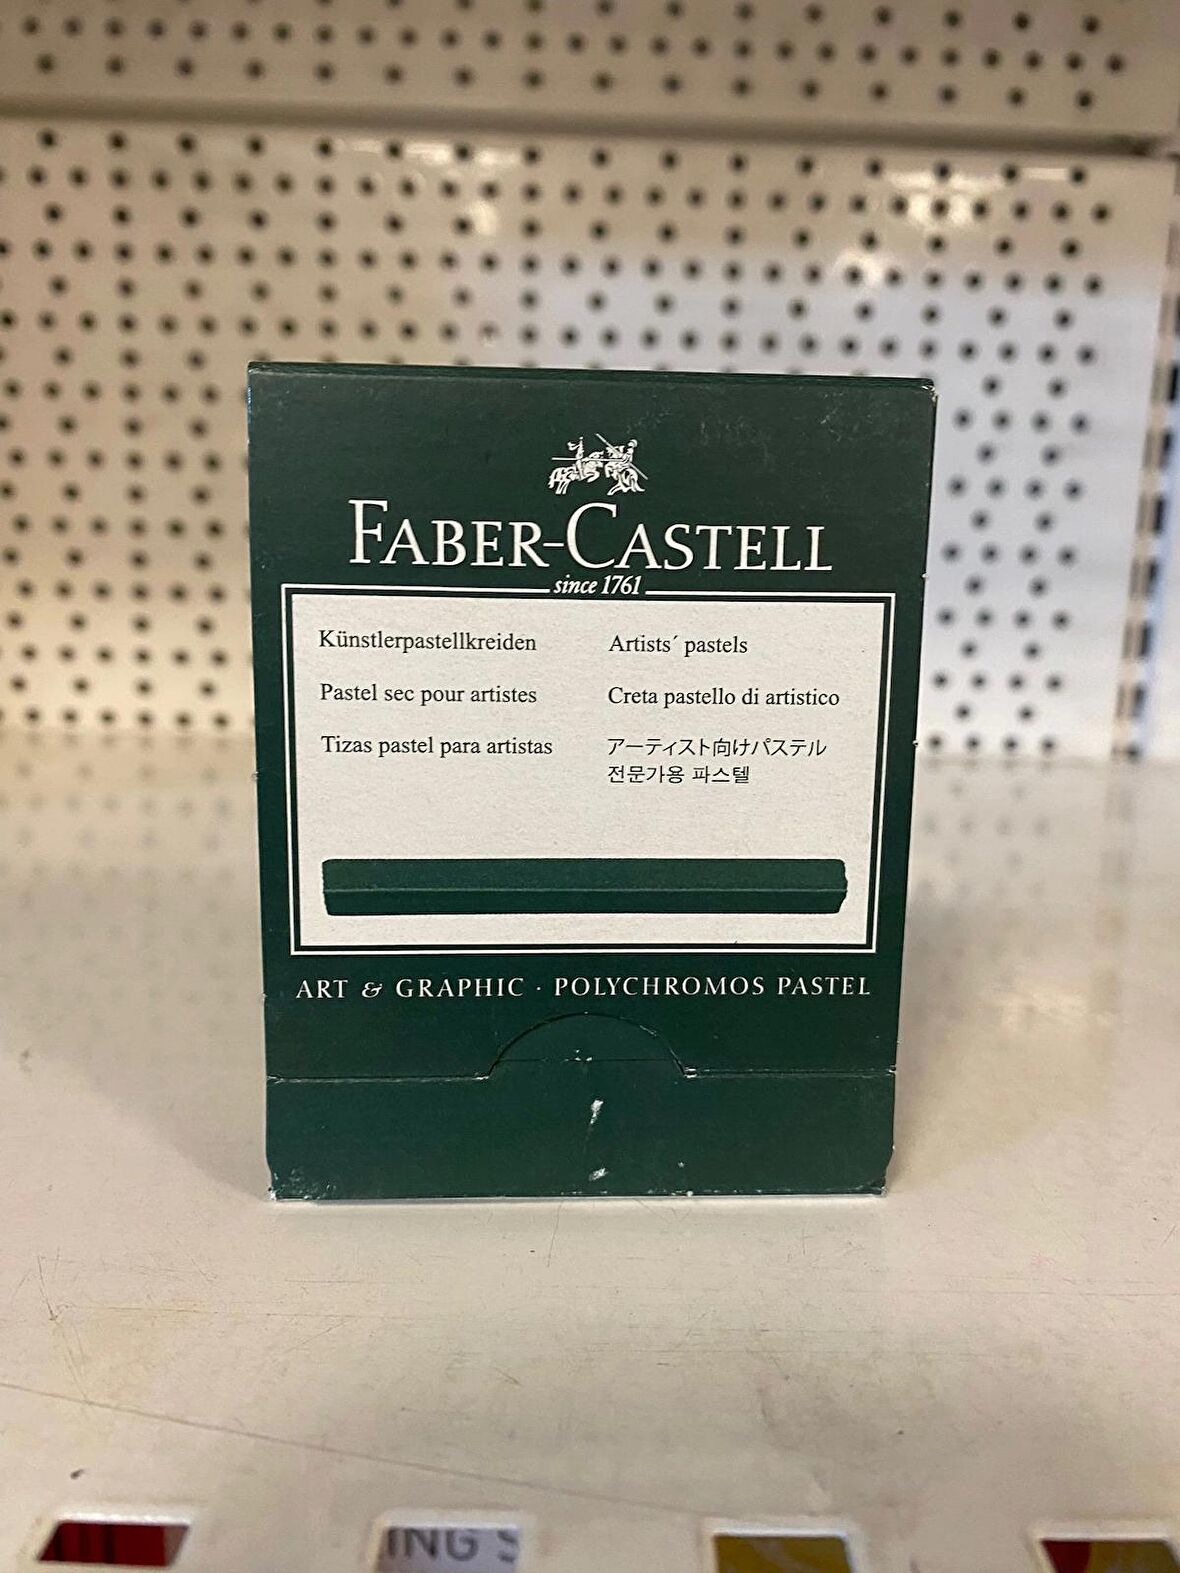 FABER-CASTELL
since 1761
Künstlerpastellkreiden
Pastel sec pour artistes
Tizas pastel para artistas
Artists´ pastels
Creta pastello di artistico
アーティスト向けパステル
전문가용 파스텔
ART & GRAPHIC · POLYCHROMOS PASTEL
ING S